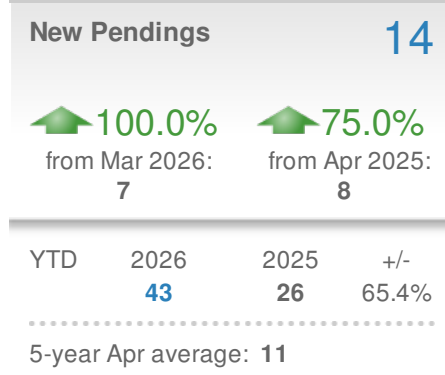 New Pendings 14
100.0% 75.0%
from Mar 2026: from Apr 2025:
7 8
YTD 2026 2025 +/-
43 26 65.4%
5-year Apr average: 11